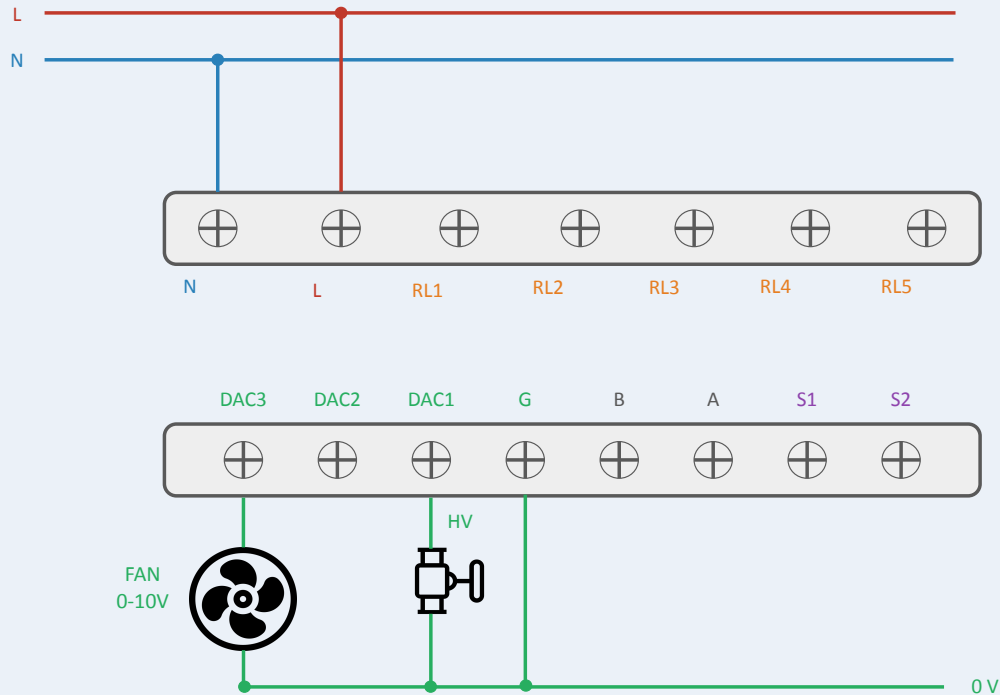 L
N
N
L
RL1
RL2
RL3
RL4
RL5
DAC3
DAC2
DAC1
G
B
A
S1
S2
HV
FAN
0-10V
0 V